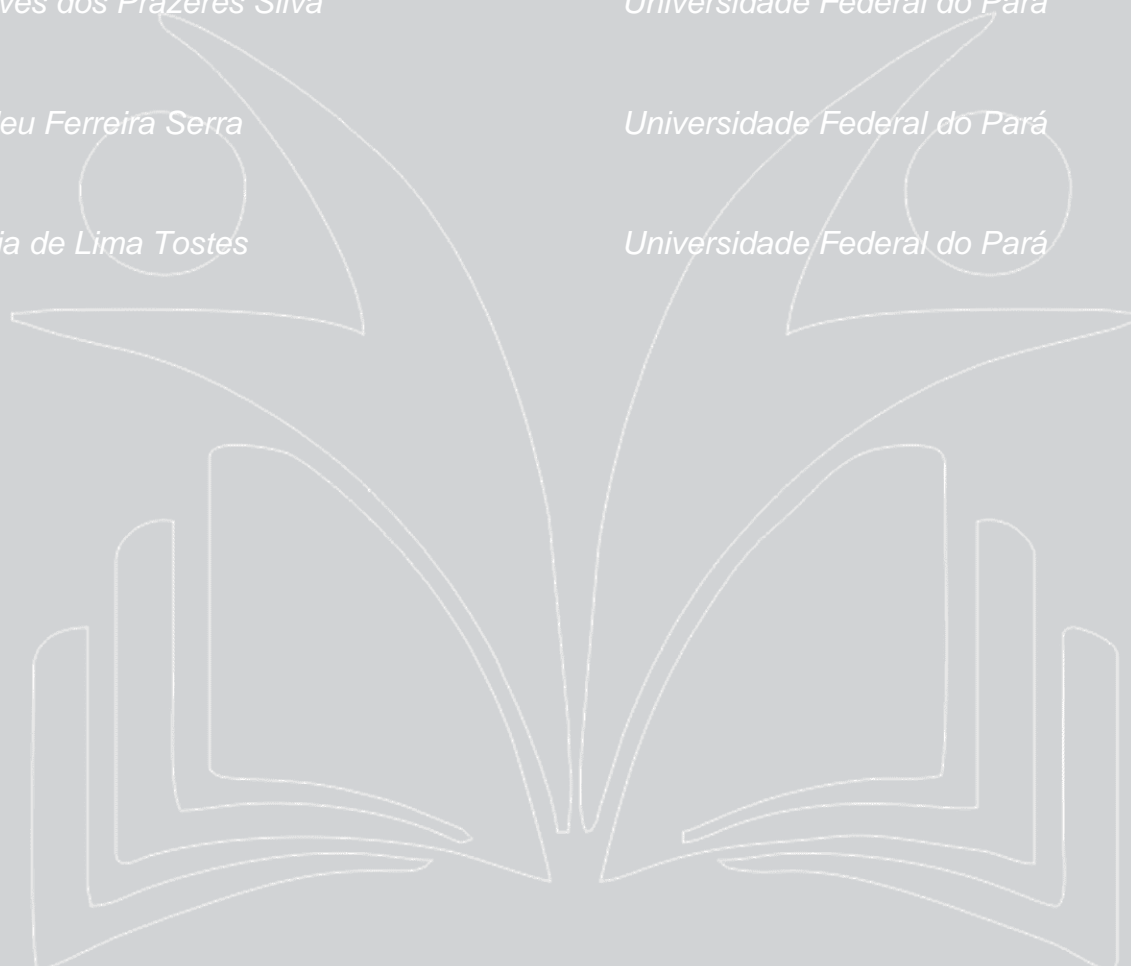 ves dos Prazeres Silva Universidade Federal do Pará
eu Ferreira Serra Universidade Federal do Pará
ia de Lima Tostes Universidade Federal do Pará